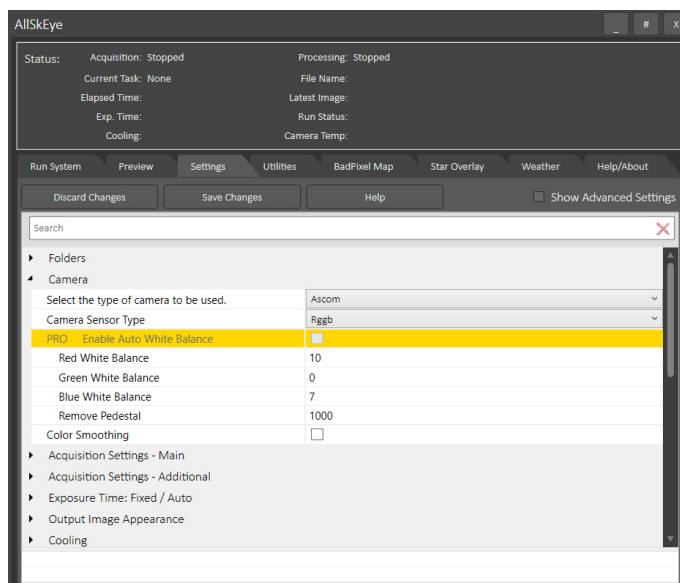 AllSkEye
_ # X
Status: Acquisition: Stopped Processing: Stopped
Current Task: None File Name:
Elapsed Time: Latest Image:
Exp. Time: Run Status:
Cooling: Camera Temp:
Run System Preview Settings Utilities BadPixel Map Star Overlay Weather Help/About
Discard Changes Save Changes Help Show Advanced Settings
Search
Folders
Camera
Select the type of camera to be used. Ascom
Camera Sensor Type Rggb
PRO Enable Auto White Balance
Red White Balance 10
Green White Balance 0
Blue White Balance 7
Remove Pedestal 1000
Color Smoothing
Acquisition Settings - Main
Acquisition Settings - Additional
Exposure Time: Fixed / Auto
Output Image Appearance
Cooling